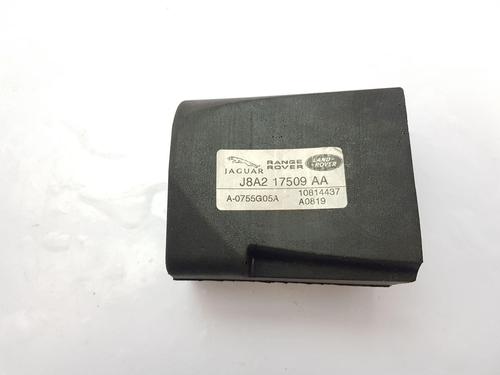 JAGUAR
RANGE ROVER
LAND-ROVER
J8A2 17509 AA
A-0755G05A
10814437
A0819